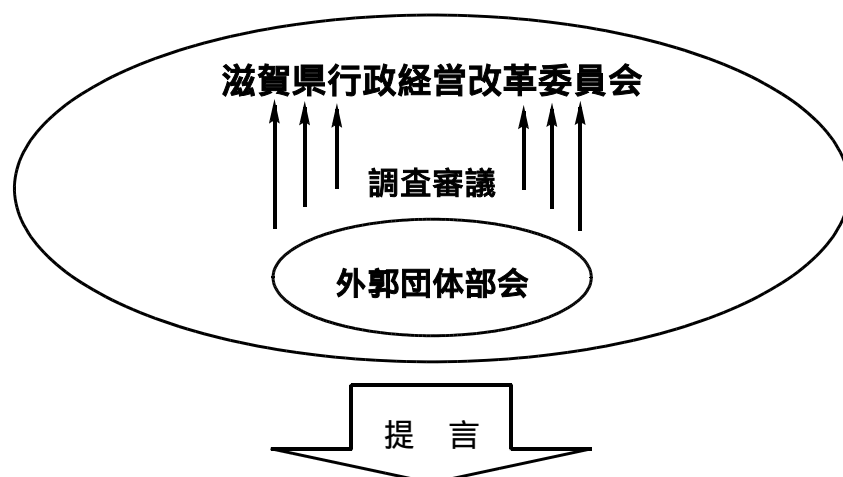 滋賀県行政経営改革委員会
調査審議
外郭団体部会
提　言